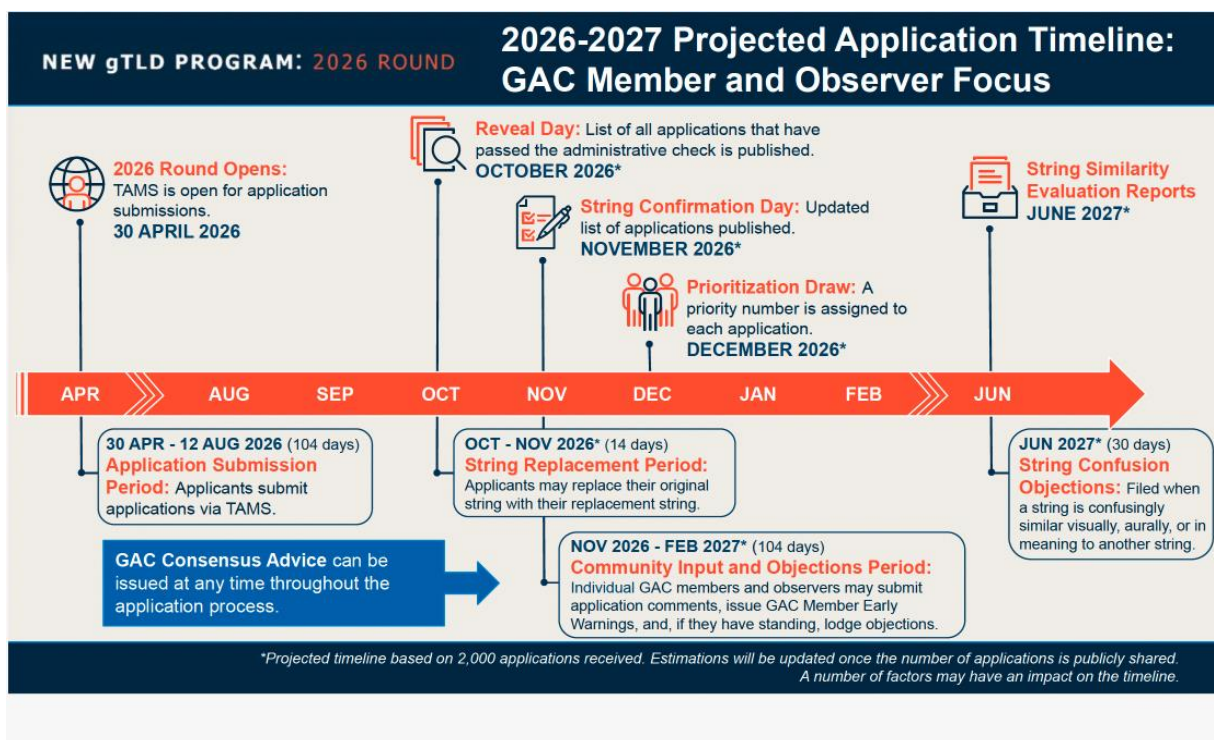 NEW gTLD PROGRAM: 2026 ROUND
2026-2027 Projected Application Timeline:
GAC Member and Observer Focus
2026 Round Opens:
TAMS is open for application
submissions.
30 APRIL 2026
Reveal Day: List of all applications that have
passed the administrative check is published.
OCTOBER 2026*
String Confirmation Day: Updated
list of applications published.
NOVEMBER 2026*
Prioritization Draw: A
priority number is assigned to
each application.
DECEMBER 2026*
String Similarity
Evaluation Reports
JUNE 2027*
APR AUG SEP OCT NOV DEC JAN FEB JUN
30 APR - 12 AUG 2026 (104 days)
Application Submission
Period: Applicants submit
applications via TAMS.
OCT - NOV 2026* (14 days)
String Replacement Period:
Applicants may replace their original
string with their replacement string.
JUN 2027* (30 days)
String Confusion
Objections: Filed when
a string is confusingly
similar visually, aurally, or in
meaning to another string.
GAC Consensus Advice can be
issued at any time throughout the
application process.
NOV 2026 - FEB 2027* (104 days)
Community Input and Objections Period:
Individual GAC members and observers may submit
application comments, issue GAC Member Early
Warnings, and, if they have standing, lodge objections.
*Projected timeline based on 2,000 applications received. Estimations will be updated once the number of applications is publicly shared.
A number of factors may have an impact on the timeline.